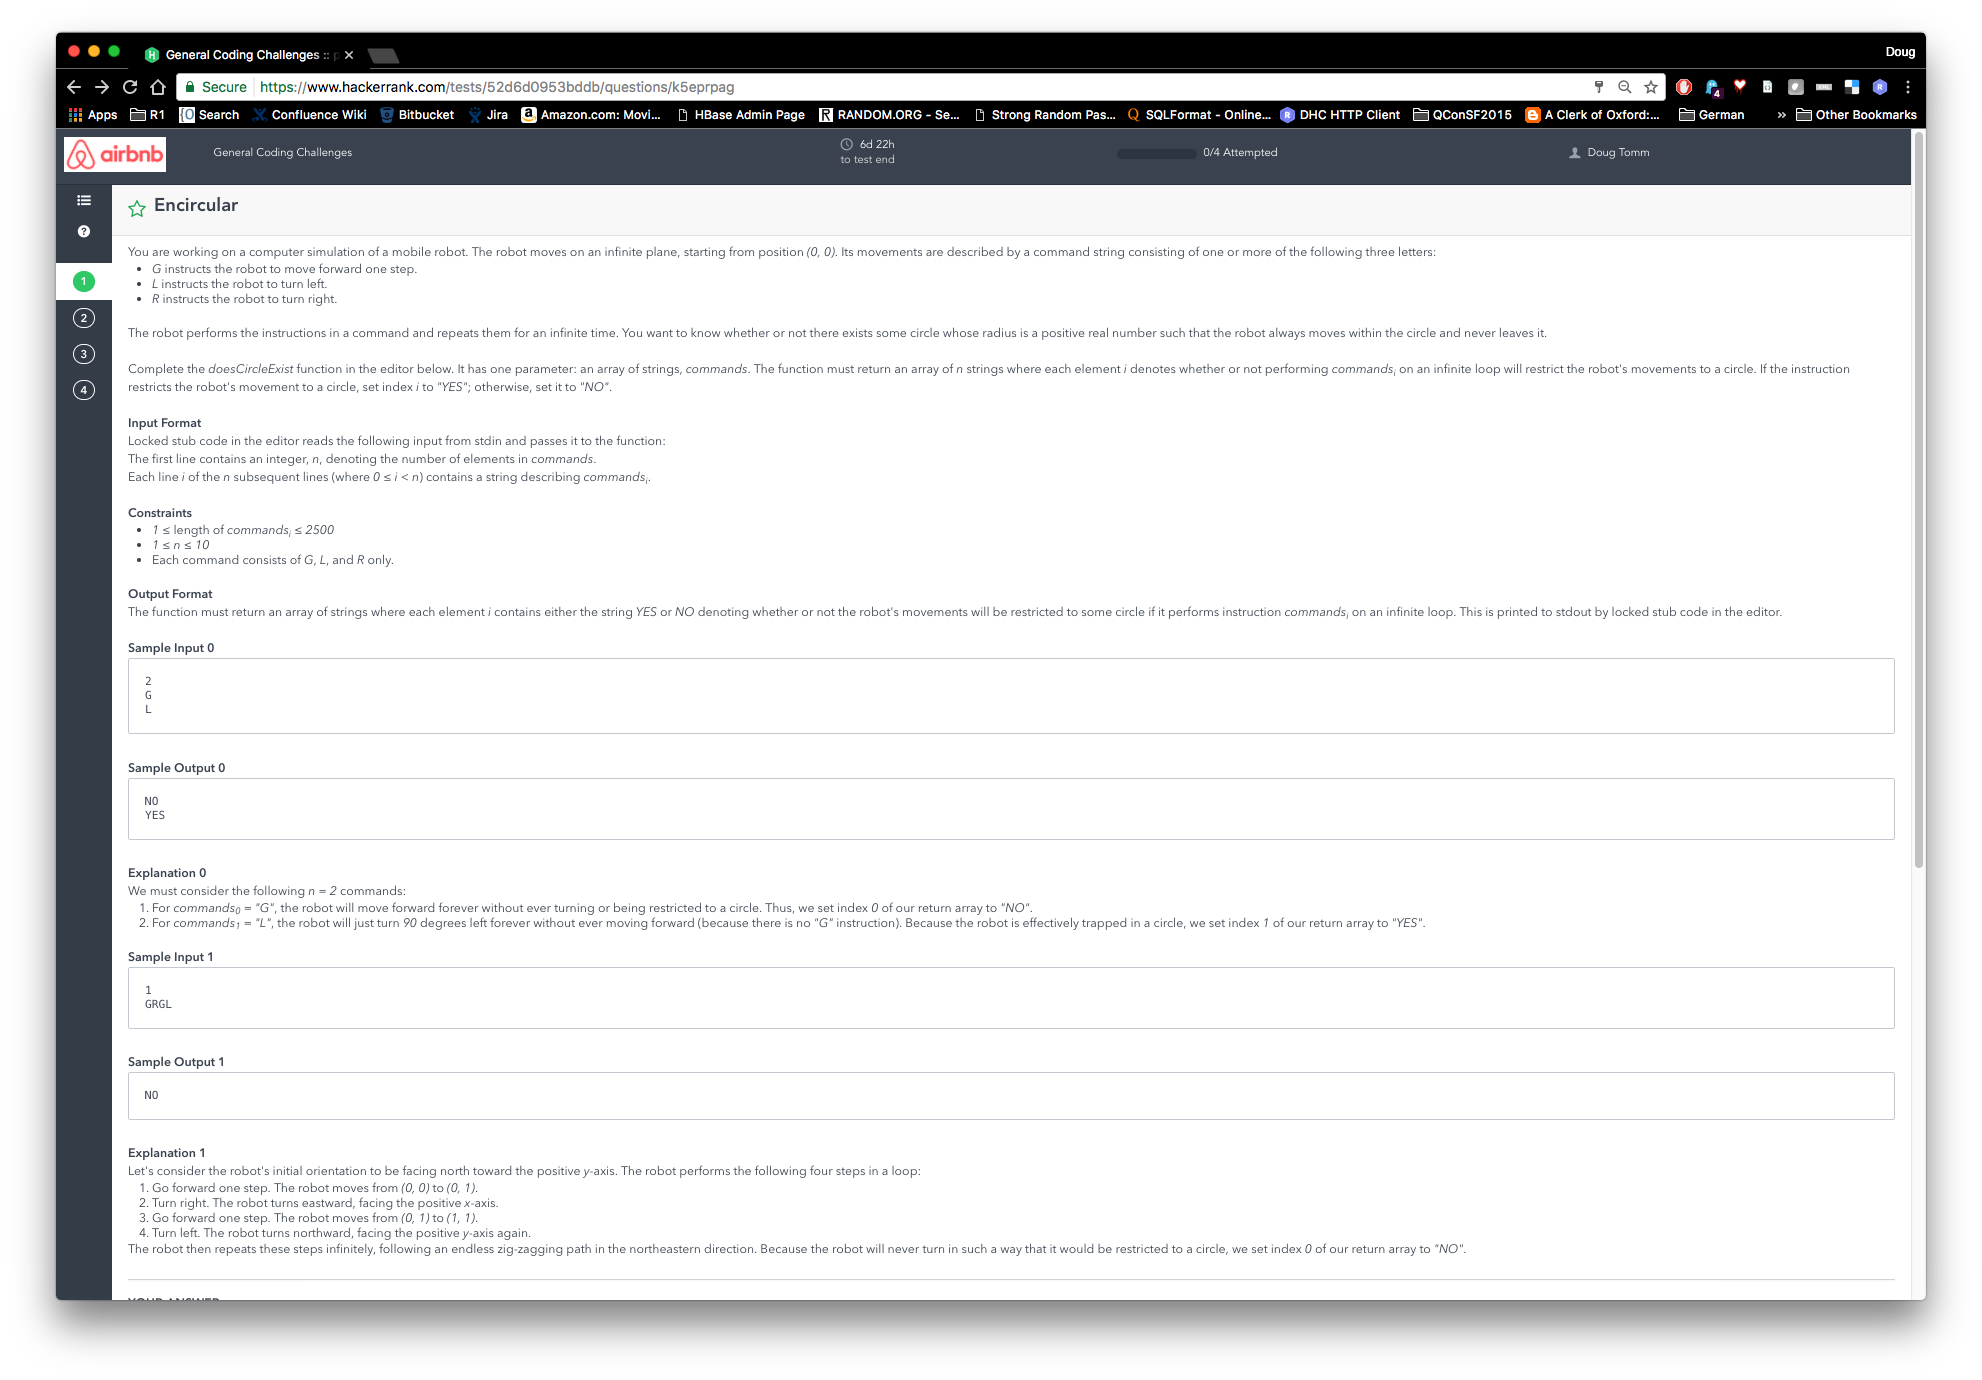 General Coding Challenges ::
Doug
Secure https://www.hackerrank.com/tests/52d6d0953bddb/questions/k5eprpag
4
Apps R1 Search Confluence Wiki Bitbucket Jira Amazon.com: Movi... HBase Admin Page RANDOM.ORG - Se... Strong Random Pas... SQLFormat - Online... DHC HTTP Client QConSF2015 A Clerk of Oxford:... German » Other Bookmarks
airbnb General Coding Challenges 6d 22h to test end 0/4 Attempted Doug Tomm
1
2
3
4
Encircular
You are working on a computer simulation of a mobile robot. The robot moves on an infinite plane, starting from position (0, 0). Its movements are described by a command string consisting of one or more of the following three letters:
• G instructs the robot to move forward one step.
• L instructs the robot to turn left.
• R instructs the robot to turn right.
The robot performs the instructions in a command and repeats them for an infinite time. You want to know whether or not there exists some circle whose radius is a positive real number such that the robot always moves within the circle and never leaves it.
Complete the doesCircleExist function in the editor below. It has one parameter: an array of strings, commands. The function must return an array of n strings where each element i denotes whether or not performing commandsi on an infinite loop will restrict the robot's movements to a circle. If the instruction
restricts the robot's movement to a circle, set index i to "YES"; otherwise, set it to "NO".
Input Format
Locked stub code in the editor reads the following input from stdin and passes it to the function:
The first line contains an integer, n, denoting the number of elements in commands.
Each line i of the n subsequent lines (where 0 ≤ i < n) contains a string describing commandsi.
Constraints
• 1 ≤ length of commandsi ≤ 2500
• 1 ≤ n ≤ 10
• Each command consists of G, L, and R only.
Output Format
The function must return an array of strings where each element i contains either the string YES or NO denoting whether or not the robot's movements will be restricted to some circle if it performs instruction commandsi on an infinite loop. This is printed to stdout by locked stub code in the editor.
Sample Input 0
2
G
L
Sample Output 0
NO
YES
Explanation 0
We must consider the following n = 2 commands:
1. For commands0 = "G", the robot will move forward forever without ever turning or being restricted to a circle. Thus, we set index 0 of our return array to "NO".
2. For commands1 = "L", the robot will just turn 90 degrees left forever without ever moving forward (because there is no "G" instruction). Because the robot is effectively trapped in a circle, we set index 1 of our return array to "YES".
Sample Input 1
1
GRGL
Sample Output 1
NO
Explanation 1
Let's consider the robot's initial orientation to be facing north toward the positive y-axis. The robot performs the following four steps in a loop:
1. Go forward one step. The robot moves from (0, 0) to (0, 1).
2. Turn right. The robot turns eastward, facing the positive x-axis.
3. Go forward one step. The robot moves from (0, 1) to (1, 1).
4. Turn left. The robot turns northward, facing the positive y-axis again.
The robot then repeats these steps infinitely, following an endless zig-zagging path in the northeastern direction. Because the robot will never turn in such a way that it would be restricted to a circle, we set index 0 of our return array to "NO".
YOUR ANSWER